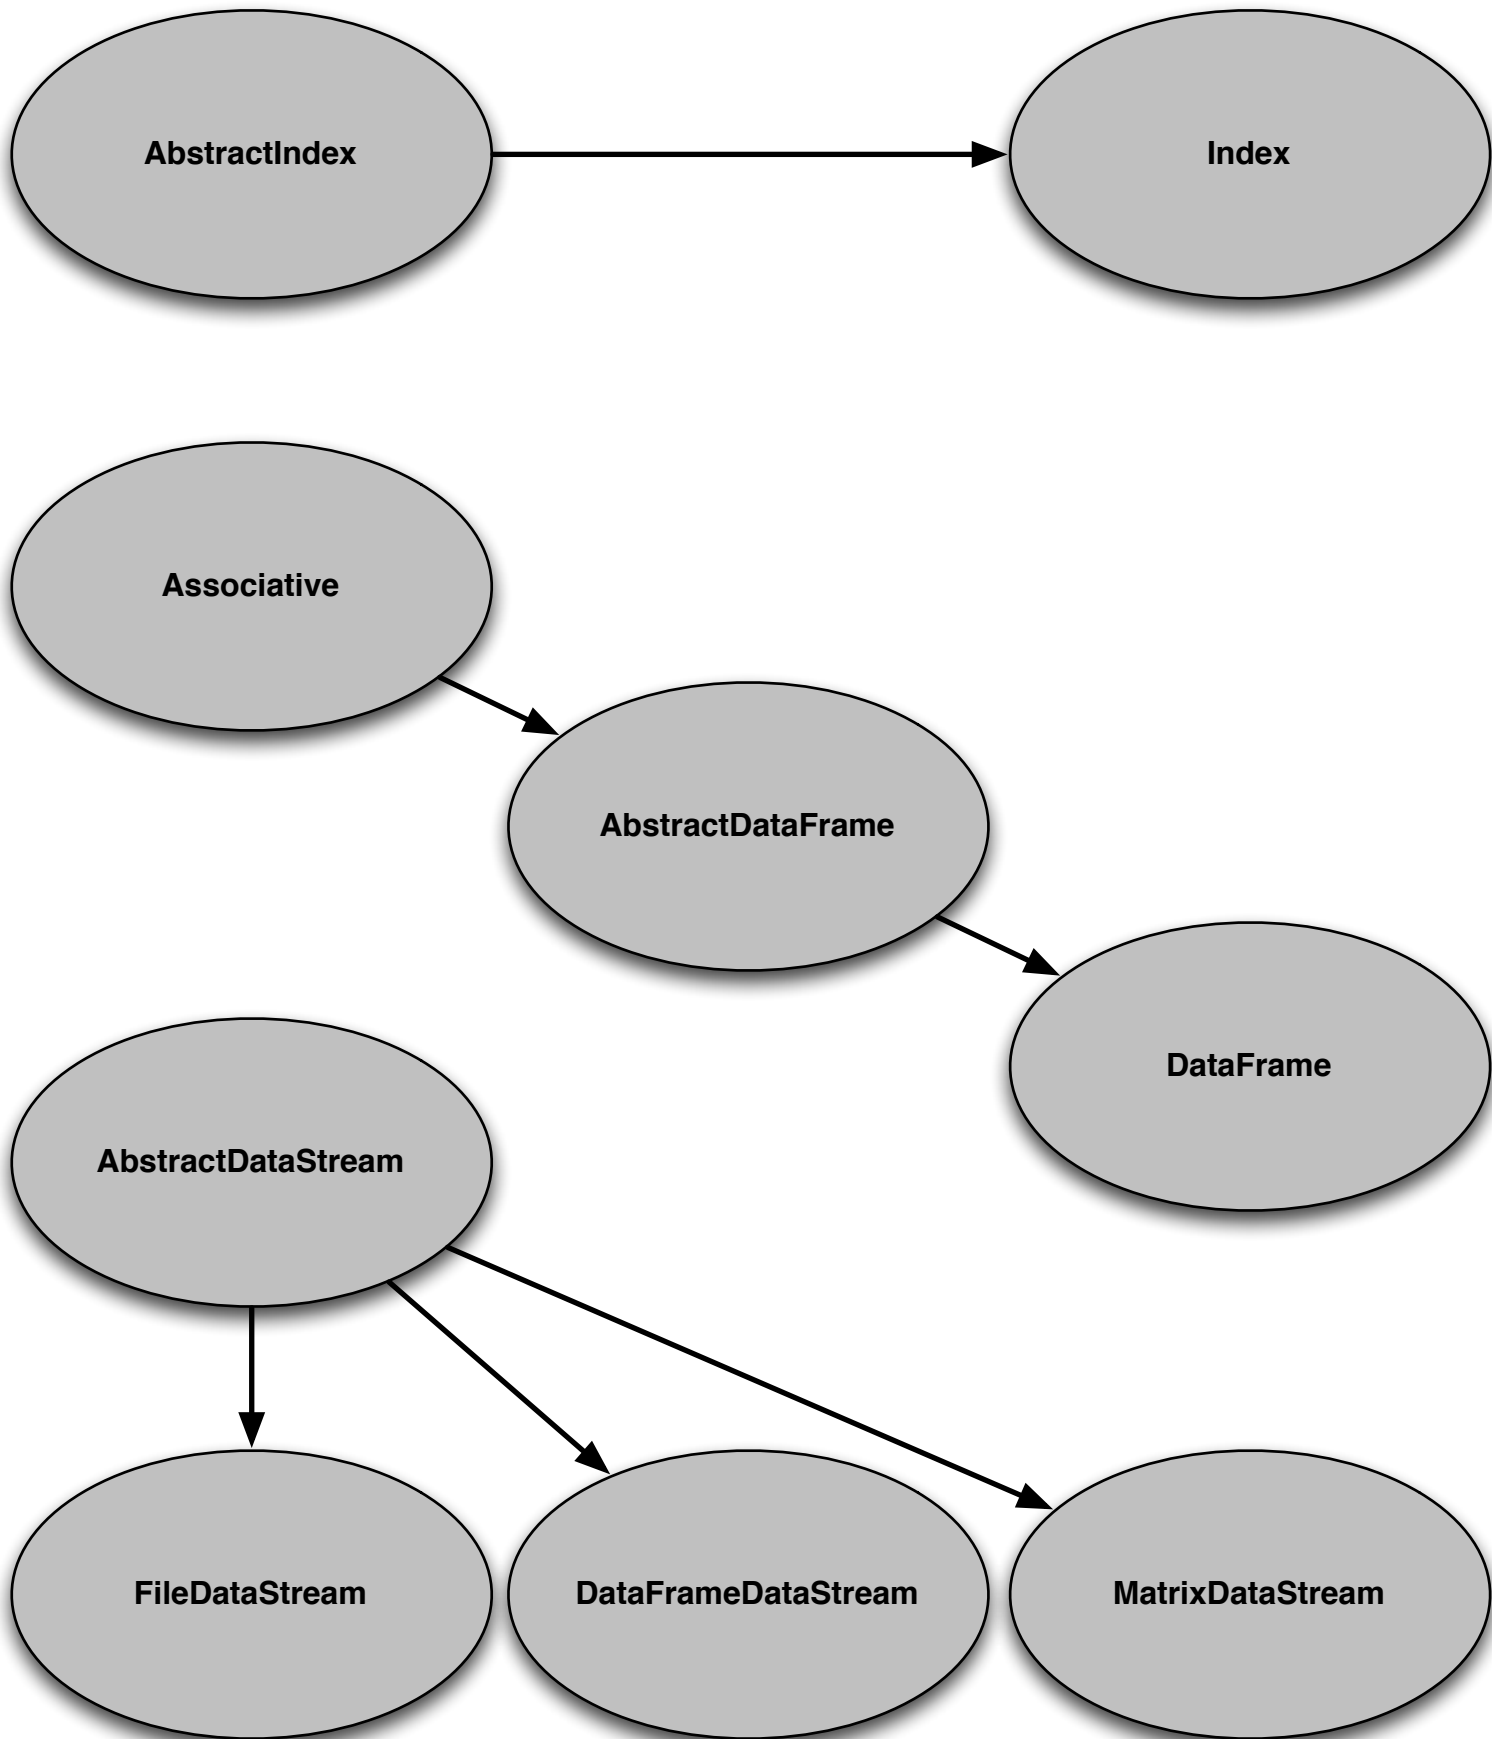 AbstractIndex
Index
Associative
AbstractDataFrame
DataFrame
AbstractDataStream
FileDataStream
DataFrameDataStream
MatrixDataStream